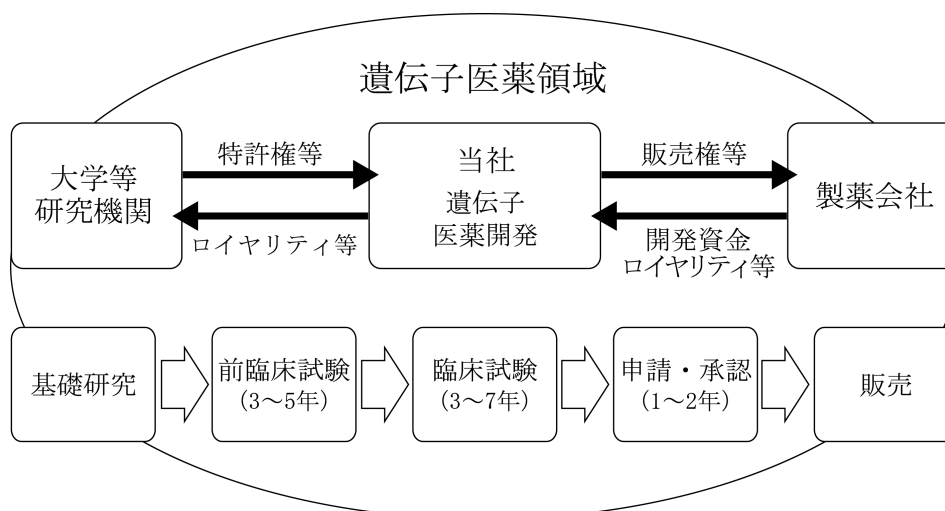 遺伝子医薬領域
大学等
研究機関
特許権等
ロイヤリティ等
当社
遺伝子
医薬開発
販売権等
開発資金
ロイヤリティ等
製薬会社
基礎研究
前臨床試験
(3～5年)
臨床試験
(3～7年)
申請・承認
(1～2年)
販売